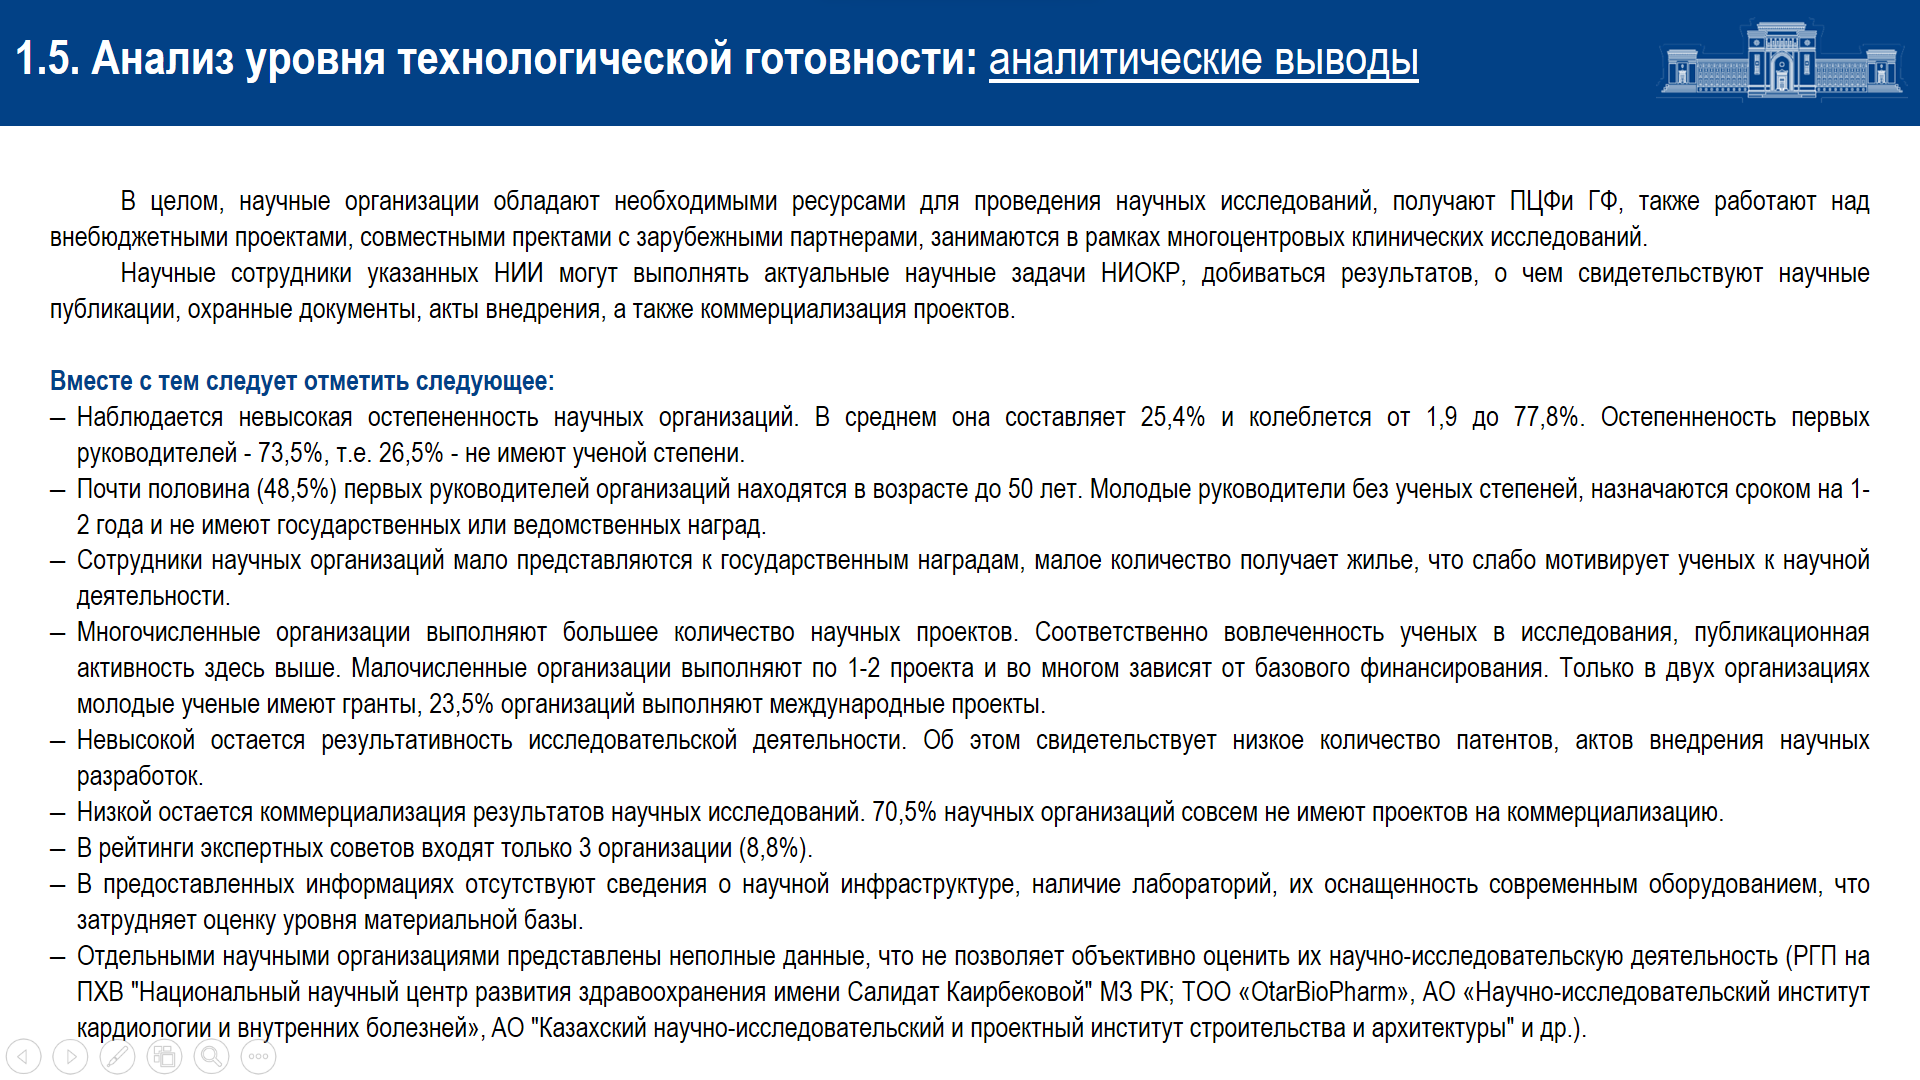 1.5. Анализ уровня технологической готовности: аналитические выводы
В целом, научные организации обладают необходимыми ресурсами для проведения научных исследований, получают ПЦФи ГФ, также работают над
внебюджетными проектами, совместными пректами с зарубежными партнерами, занимаются в рамках многоцентровых клинических исследований.
Научные сотрудники указанных НИИ могут выполнять актуальные научные задачи НИОКР, добиваться результатов, о чем свидетельствуют научные
публикации, охранные документы, акты внедрения, а также коммерциализация проектов.
Вместе с тем следует отметить следующее:
– Наблюдается невысокая остепененность научных организаций. В среднем она составляет 25,4% и колеблется от 1,9 до 77,8%. Остепенненость первых
руководителей - 73,5%, т.е. 26,5% - не имеют ученой степени.
– Почти половина (48,5%) первых руководителей организаций находятся в возрасте до 50 лет. Молодые руководители без ученых степеней, назначаются сроком на 1-
2 года и не имеют государственных или ведомственных наград.
– Сотрудники научных организаций мало представляются к государственным наградам, малое количество получает жилье, что слабо мотивирует ученых к научной
деятельности.
– Многочисленные организации выполняют большее количество научных проектов. Соответственно вовлеченность ученых в исследования, публикационная
активность здесь выше. Малочисленные организации выполняют по 1-2 проекта и во многом зависят от базового финансирования. Только в двух организациях
молодые ученые имеют гранты, 23,5% организаций выполняют международные проекты.
– Невысокой остается результативность исследовательской деятельности. Об этом свидетельствует низкое количество патентов, актов внедрения научных
разработок.
– Низкой остается коммерциализация результатов научных исследований. 70,5% научных организаций совсем не имеют проектов на коммерциализацию.
– В рейтинги экспертных советов входят только 3 организации (8,8%).
– В предоставленных информациях отсутствуют сведения о научной инфраструктуре, наличие лабораторий, их оснащенность современным оборудованием, что
затрудняет оценку уровня материальной базы.
– Отдельными научными организациями представлены неполные данные, что не позволяет объективно оценить их научно-исследовательскую деятельность (РГП на
ПХВ "Национальный научный центр развития здравоохранения имени Салидат Каирбековой" МЗ РК; ТОО «OtarBioPharm», АО «Научно-исследовательский институт
кардиологии и внутренних болезней», АО "Казахский научно-исследовательский и проектный институт строительства и архитектуры" и др.).